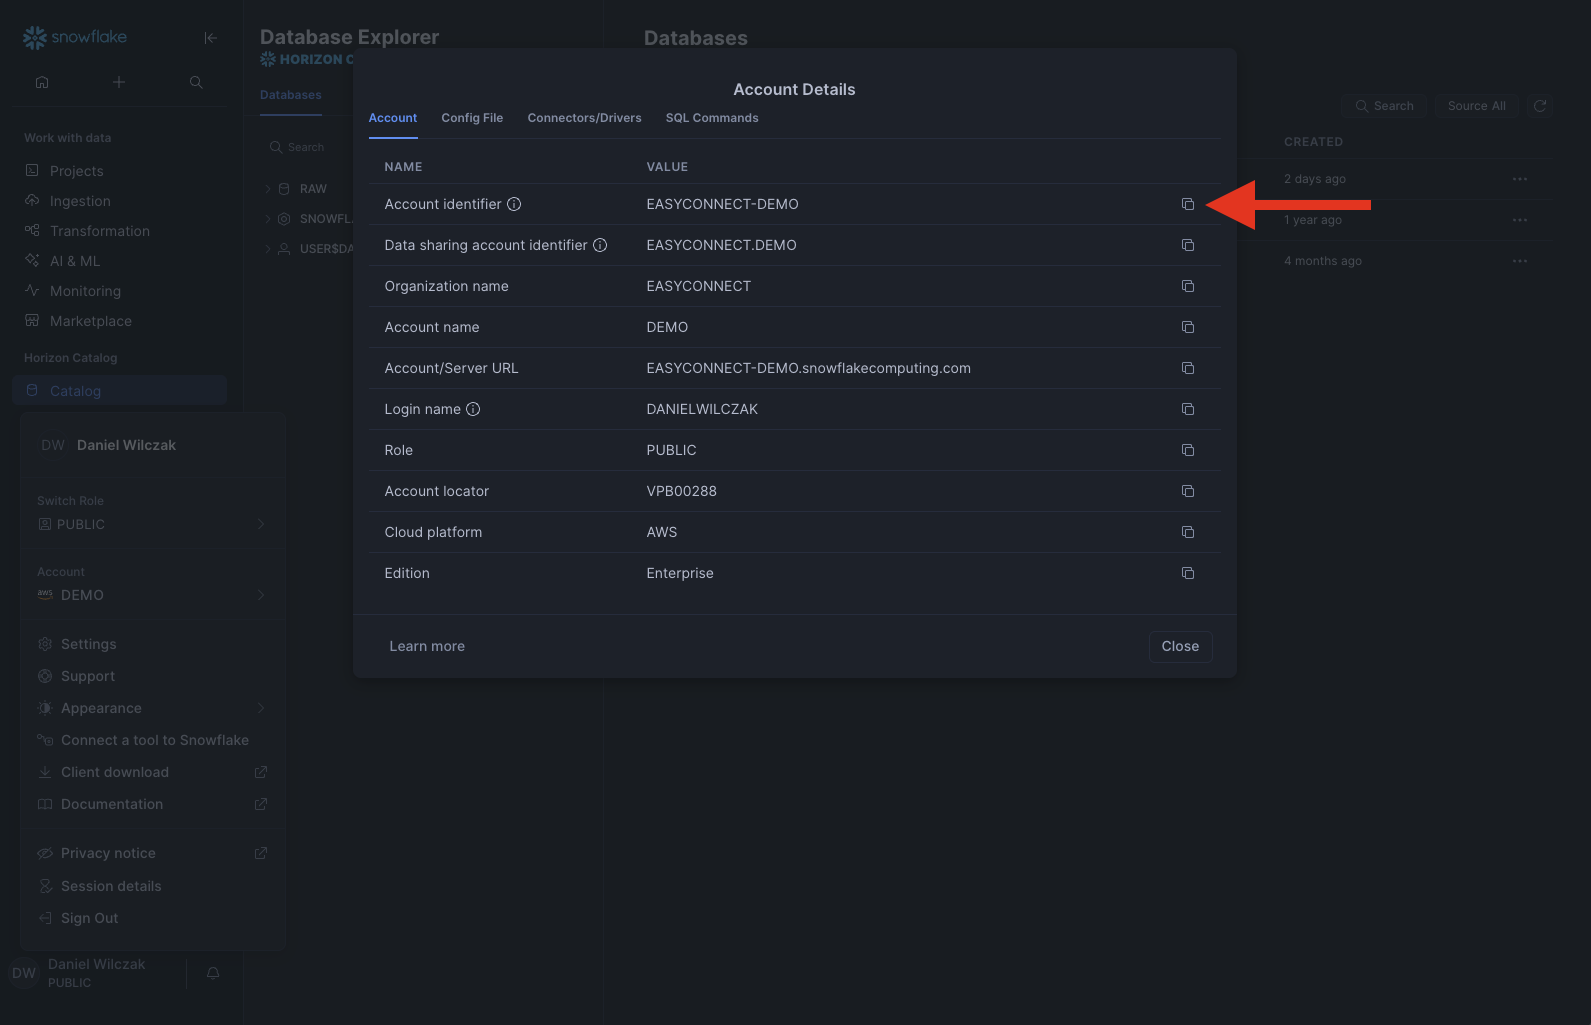 snowflake
Work with data
Projects
Ingestion
Transformation
AI & ML
Monitoring
Marketplace
Horizon Catalog
Catalog
DW Daniel Wilczak
Switch Role
PUBLIC
Account
aws DEMO
Settings
Support
Appearance
Connect a tool to Snowflake
Client download
Documentation
Privacy notice
Session details
Sign Out
DW Daniel Wilczak
PUBLIC
Database Explorer
HORIZON C
Databases
Search
RAW
SNOWFL
USER$DA
Databases
Search
Source All
CREATED
2 days ago
1 year ago
4 months ago
Account Details
Account Config File Connectors/Drivers SQL Commands
NAME VALUE
Account identifier EASYCONNECT-DEMO
Data sharing account identifier EASYCONNECT.DEMO
Organization name EASYCONNECT
Account name DEMO
Account/Server URL EASYCONNECT-DEMO.snowflakecomputing.com
Login name DANIELWILCZAK
Role PUBLIC
Account locator VPB00288
Cloud platform AWS
Edition Enterprise
Learn more Close